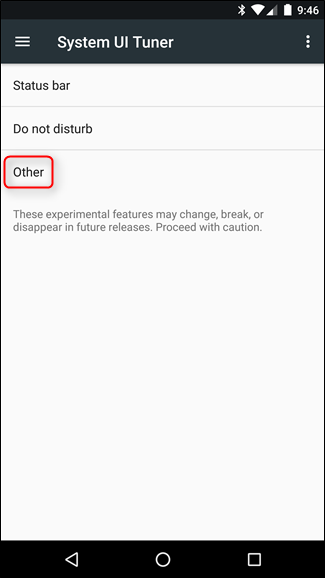 9:46
System UI Tuner
Status bar
Do not disturb
Other
These experimental features may change, break, or
disappear in future releases. Proceed with caution.